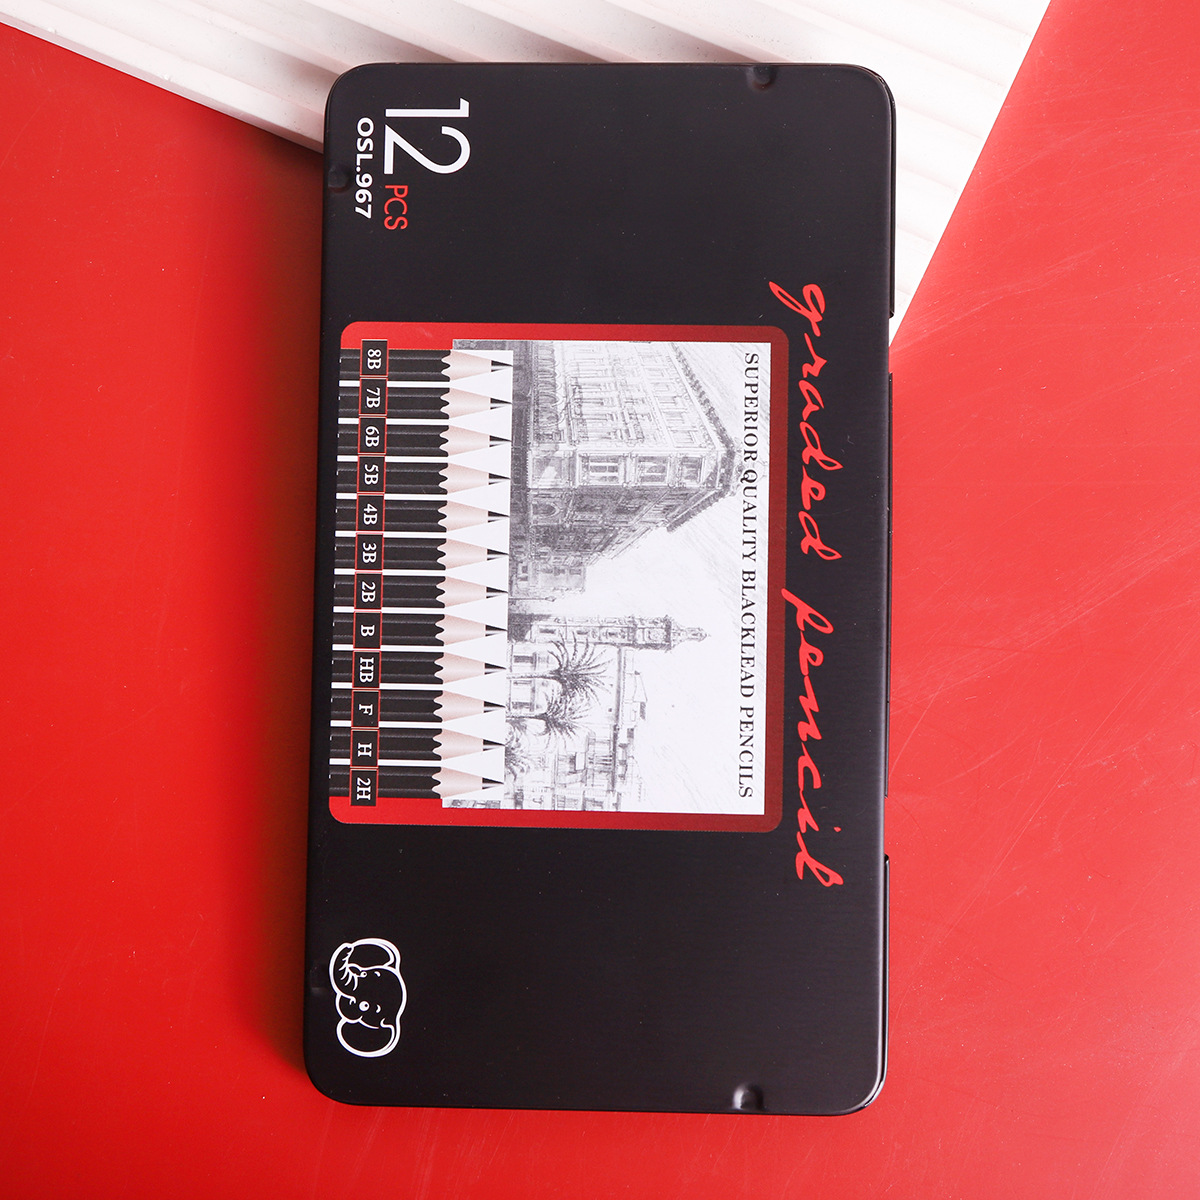 graded pencil
SUPERIOR QUALITY BLACKLEAD PENCILS
8B
7B
6B
5B
4B
3B
2B
B
HB
F
H
2H
12 PCS
OSL.967